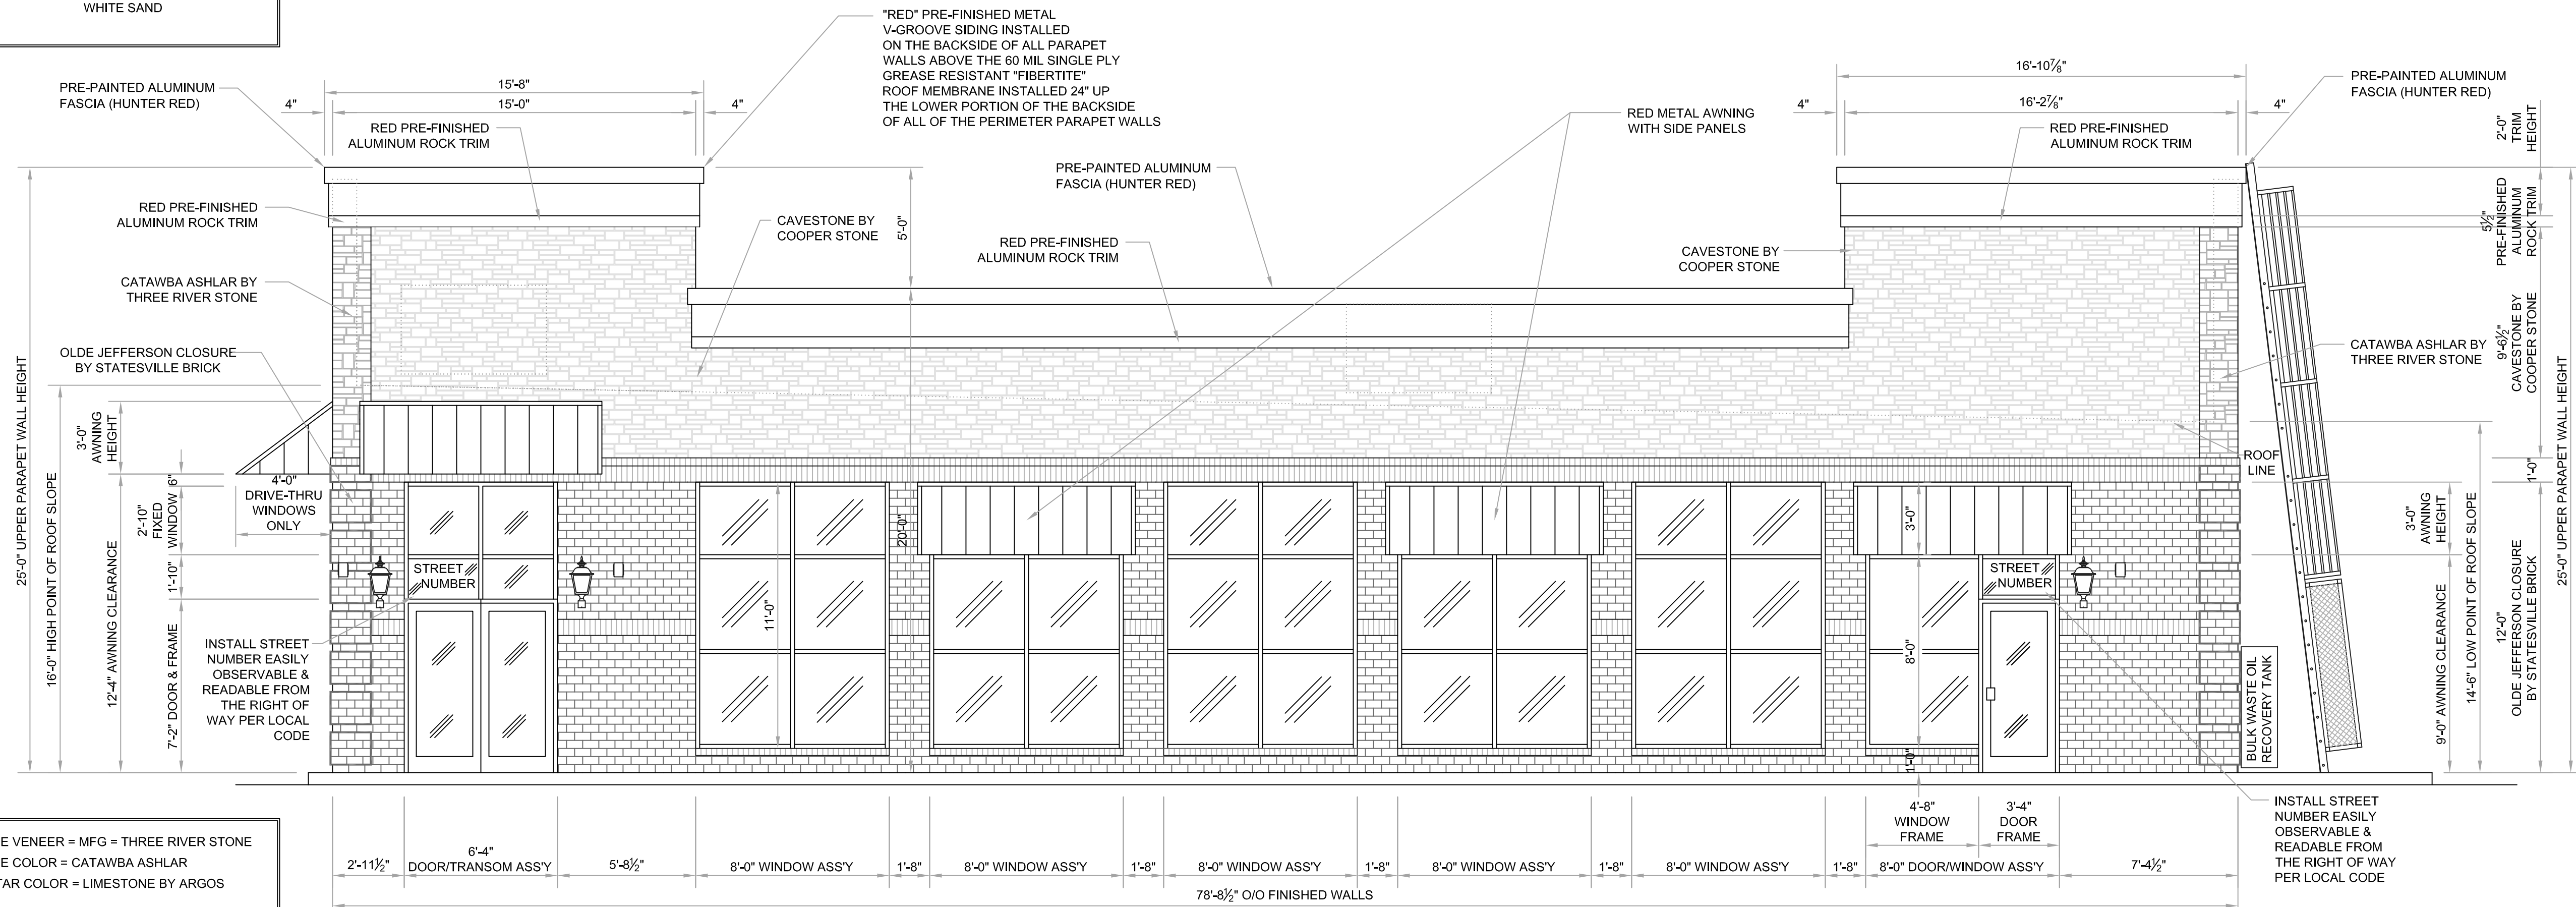 WHITE SAND
"RED" PRE-FINISHED METAL
V-GROOVE SIDING INSTALLED
ON THE BACKSIDE OF ALL PARAPET
WALLS ABOVE THE 60 MIL SINGLE PLY
GREASE RESISTANT "FIBERTITE"
ROOF MEMBRANE INSTALLED 24" UP
THE LOWER PORTION OF THE BACKSIDE
OF ALL OF THE PERIMETER PARAPET WALLS
PRE-PAINTED ALUMINUM
FASCIA (HUNTER RED)
15'-8"
4"
15'-0"
4"
RED PRE-FINISHED
ALUMINUM ROCK TRIM
RED METAL AWNING
WITH SIDE PANELS
16'-10⅞"
4"
16'-2⅞"
4"
RED PRE-FINISHED
ALUMINUM ROCK TRIM
PRE-PAINTED ALUMINUM
FASCIA (HUNTER RED)
2'-0"
TRIM
HEIGHT
PRE-PAINTED ALUMINUM
FASCIA (HUNTER RED)
RED PRE-FINISHED
ALUMINUM ROCK TRIM
CAVESTONE BY
COOPER STONE
5'-0"
RED PRE-FINISHED
ALUMINUM ROCK TRIM
CAVESTONE BY
COOPER STONE
5½"
PRE-FINISHED
ALUMINUM
ROCK TRIM
CATAWBA ASHLAR BY
THREE RIVER STONE
9'-6½"
CAVESTONE BY
COOPER STONE
OLDE JEFFERSON CLOSURE
BY STATESVILLE BRICK
CATAWBA ASHLAR BY
THREE RIVER STONE
25'-0" UPPER PARAPET WALL HEIGHT
16'-0" HIGH POINT OF ROOF SLOPE
3'-0"
AWNING
HEIGHT
12'-4" AWNING CLEARANCE
6"
2'-10"
FIXED
WINDOW
1'-10"
7'-2" DOOR & FRAME
4'-0"
DRIVE-THRU
WINDOWS
ONLY
STREET
NUMBER
INSTALL STREET
NUMBER EASILY
OBSERVABLE &
READABLE FROM
THE RIGHT OF
WAY PER LOCAL
CODE
11'-0"
20'-0"
3'-0"
8'-0"
1'-0"
STREET
NUMBER
ROOF
LINE
BULK WASTE OIL
RECOVERY TANK
1'-0"
3'-0"
AWNING
HEIGHT
9'-0" AWNING CLEARANCE
14'-6" LOW POINT OF ROOF SLOPE
12'-0"
OLDE JEFFERSON CLOSURE
BY STATESVILLE BRICK
25'-0" UPPER PARAPET WALL HEIGHT
INSTALL STREET
NUMBER EASILY
OBSERVABLE &
READABLE FROM
THE RIGHT OF WAY
PER LOCAL CODE
4'-8"
WINDOW
FRAME
3'-4"
DOOR
FRAME
E VENEER = MFG = THREE RIVER STONE
E COLOR = CATAWBA ASHLAR
TAR COLOR = LIMESTONE BY ARGOS
2'-11½"
6'-4"
DOOR/TRANSOM ASS'Y
5'-8½"
8'-0" WINDOW ASS'Y
1'-8"
8'-0" WINDOW ASS'Y
1'-8"
8'-0" WINDOW ASS'Y
1'-8"
8'-0" WINDOW ASS'Y
1'-8"
8'-0" WINDOW ASS'Y
1'-8"
8'-0" DOOR/WINDOW ASS'Y
7'-4½"
78'-8½" O/O FINISHED WALLS